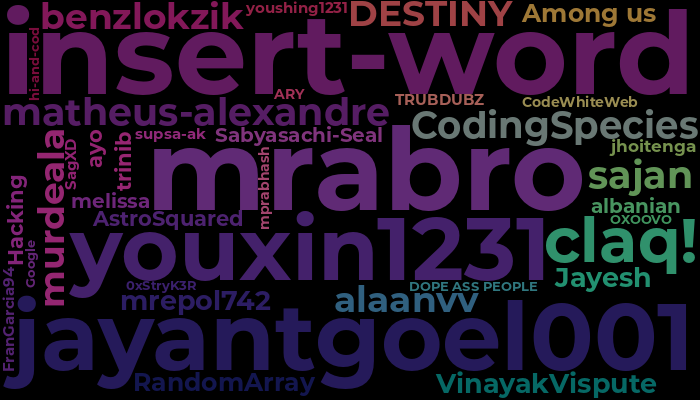 benzlokzik
youshing1231
DESTINY
Among us
hi-and-cod
insert-word
ARY
TRUBDUBZ
CodeWhiteWeb
matheus-alexandre
CodingSpecies
supsa-ak
Sabyasachi-Seal
jhoitenga
murdeala
SagXD
ayo
trinib
mrabro
mprabhash
sajan
melissa
albanian
AstroSquared
oxoovo
Hacking
Google
youxin1231
claq!
Jayesh
0xStryK3R
DOPE ASS PEOPLE
mrepol742
alaanvv
FranGarcia94
jayantgoel001
RandomArray
VinayakVispute